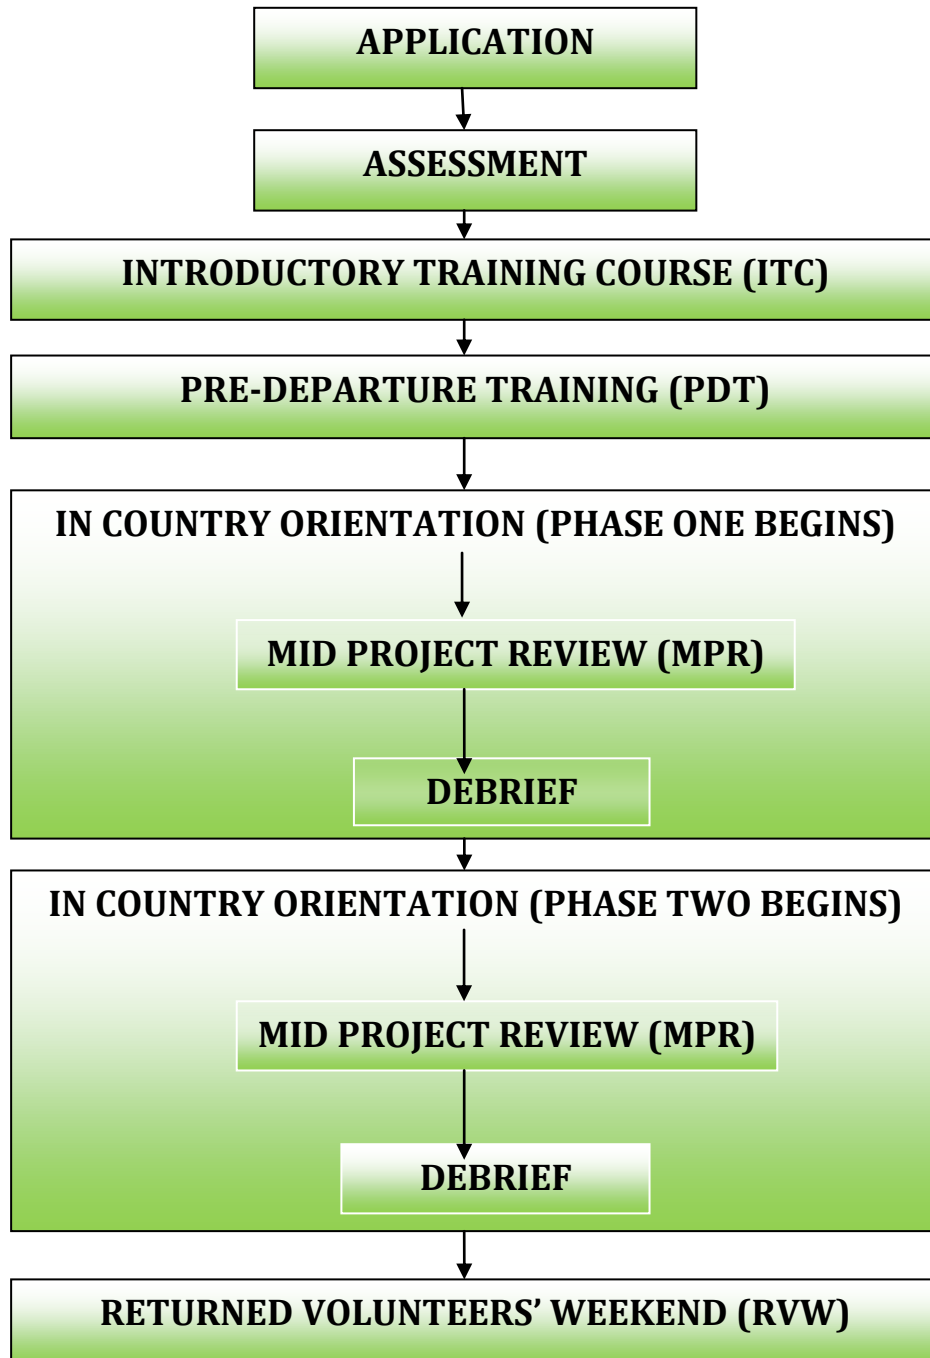 APPLICATION
ASSESSMENT
INTRODUCTORY TRAINING COURSE (ITC)
PRE-DEPARTURE TRAINING (PDT)
IN COUNTRY ORIENTATION (PHASE ONE BEGINS)
MID PROJECT REVIEW (MPR)
DEBRIEF
IN COUNTRY ORIENTATION (PHASE TWO BEGINS)
MID PROJECT REVIEW (MPR)
DEBRIEF
RETURNED VOLUNTEERS’ WEEKEND (RVW)